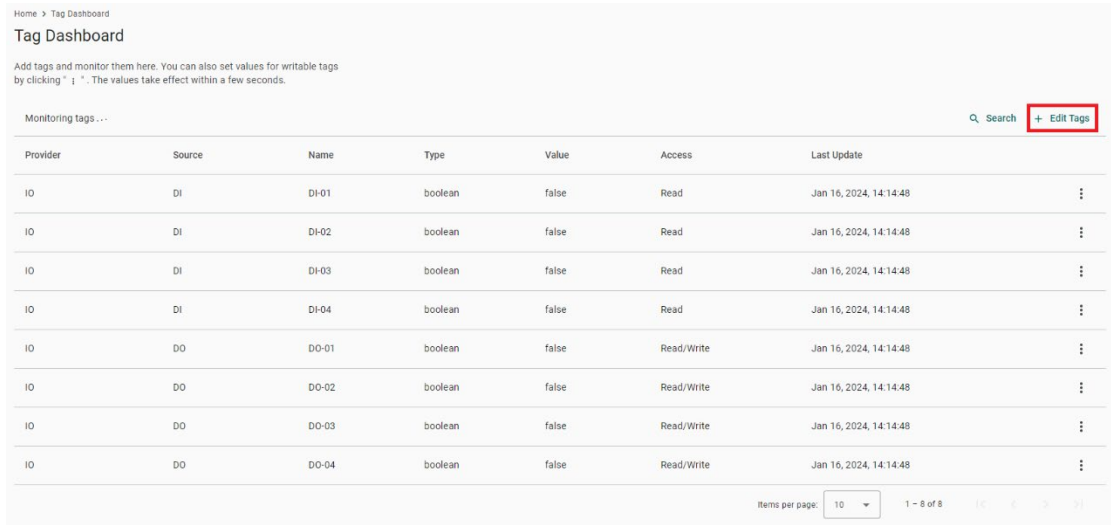 Home > Tag Dashboard
Tag Dashboard
Add tags and monitor them here. You can also set values for writable tags
by clicking " ⋮ ". The values take effect within a few seconds.
Monitoring tags . . . Search + Edit Tags
Provider Source Name Type Value Access Last Update
IO DI DI-01 boolean false Read Jan 16, 2024, 14:14:48
IO DI DI-02 boolean false Read Jan 16, 2024, 14:14:48
IO DI DI-03 boolean false Read Jan 16, 2024, 14:14:48
IO DI DI-04 boolean false Read Jan 16, 2024, 14:14:48
IO DO DO-01 boolean false Read/Write Jan 16, 2024, 14:14:48
IO DO DO-02 boolean false Read/Write Jan 16, 2024, 14:14:48
IO DO DO-03 boolean false Read/Write Jan 16, 2024, 14:14:48
IO DO DO-04 boolean false Read/Write Jan 16, 2024, 14:14:48
Items per page: 10 1 – 8 of 8